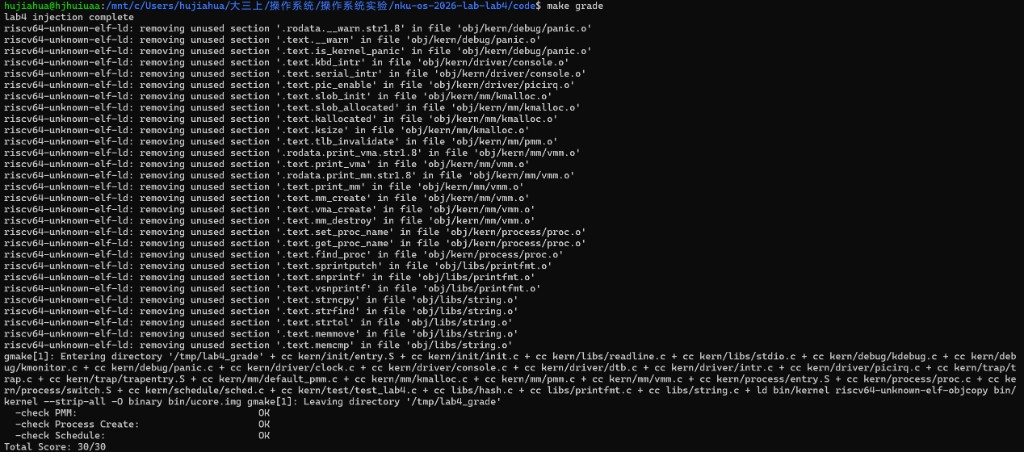 hujiahua@hjhuiuaa:/mnt/c/Users/hujiahua/大三上/操作系统/操作系统实验/nku-os-2026-lab-lab4/code$ make grade
lab4 injection complete
riscv64-unknown-elf-ld: removing unused section '.rodata.__warn.str1.8' in file 'obj/kern/debug/panic.o'
riscv64-unknown-elf-ld: removing unused section '.text.__warn' in file 'obj/kern/debug/panic.o'
riscv64-unknown-elf-ld: removing unused section '.text.is_kernel_panic' in file 'obj/kern/debug/panic.o'
riscv64-unknown-elf-ld: removing unused section '.text.kbd_intr' in file 'obj/kern/driver/console.o'
riscv64-unknown-elf-ld: removing unused section '.text.serial_intr' in file 'obj/kern/driver/console.o'
riscv64-unknown-elf-ld: removing unused section '.text.pic_enable' in file 'obj/kern/driver/picirq.o'
riscv64-unknown-elf-ld: removing unused section '.text.slob_init' in file 'obj/kern/mm/kmalloc.o'
riscv64-unknown-elf-ld: removing unused section '.text.slob_allocated' in file 'obj/kern/mm/kmalloc.o'
riscv64-unknown-elf-ld: removing unused section '.text.kallocated' in file 'obj/kern/mm/kmalloc.o'
riscv64-unknown-elf-ld: removing unused section '.text.ksize' in file 'obj/kern/mm/kmalloc.o'
riscv64-unknown-elf-ld: removing unused section '.text.tlb_invalidate' in file 'obj/kern/mm/pmm.o'
riscv64-unknown-elf-ld: removing unused section '.rodata.print_vma.str1.8' in file 'obj/kern/mm/vmm.o'
riscv64-unknown-elf-ld: removing unused section '.text.print_vma' in file 'obj/kern/mm/vmm.o'
riscv64-unknown-elf-ld: removing unused section '.rodata.print_mm.str1.8' in file 'obj/kern/mm/vmm.o'
riscv64-unknown-elf-ld: removing unused section '.text.print_mm' in file 'obj/kern/mm/vmm.o'
riscv64-unknown-elf-ld: removing unused section '.text.mm_create' in file 'obj/kern/mm/vmm.o'
riscv64-unknown-elf-ld: removing unused section '.text.vma_create' in file 'obj/kern/mm/vmm.o'
riscv64-unknown-elf-ld: removing unused section '.text.mm_destroy' in file 'obj/kern/mm/vmm.o'
riscv64-unknown-elf-ld: removing unused section '.text.set_proc_name' in file 'obj/kern/process/proc.o'
riscv64-unknown-elf-ld: removing unused section '.text.get_proc_name' in file 'obj/kern/process/proc.o'
riscv64-unknown-elf-ld: removing unused section '.text.find_proc' in file 'obj/kern/process/proc.o'
riscv64-unknown-elf-ld: removing unused section '.text.sprintputch' in file 'obj/libs/printfmt.o'
riscv64-unknown-elf-ld: removing unused section '.text.snprintf' in file 'obj/libs/printfmt.o'
riscv64-unknown-elf-ld: removing unused section '.text.vsnprintf' in file 'obj/libs/printfmt.o'
riscv64-unknown-elf-ld: removing unused section '.text.strncpy' in file 'obj/libs/string.o'
riscv64-unknown-elf-ld: removing unused section '.text.strfind' in file 'obj/libs/string.o'
riscv64-unknown-elf-ld: removing unused section '.text.strtol' in file 'obj/libs/string.o'
riscv64-unknown-elf-ld: removing unused section '.text.memmove' in file 'obj/libs/string.o'
riscv64-unknown-elf-ld: removing unused section '.text.memcmp' in file 'obj/libs/string.o'
gmake[1]: Entering directory '/tmp/lab4_grade' + cc kern/init/entry.S + cc kern/init/init.c + cc kern/libs/readline.c + cc kern/libs/stdio.c + cc kern/debug/kdebug.c + cc kern/deb
ug/kmonitor.c + cc kern/debug/panic.c + cc kern/driver/clock.c + cc kern/driver/console.c + cc kern/driver/dtb.c + cc kern/driver/intr.c + cc kern/driver/picirq.c + cc kern/trap/t
rap.c + cc kern/trap/trapentry.S + cc kern/mm/default_pmm.c + cc kern/mm/kmalloc.c + cc kern/mm/pmm.c + cc kern/mm/vmm.c + cc kern/process/entry.S + cc kern/process/proc.c + cc ke
rn/process/switch.S + cc kern/schedule/sched.c + cc kern/test/test_lab4.c + cc libs/hash.c + cc libs/printfmt.c + cc libs/string.c + ld bin/kernel riscv64-unknown-elf-objcopy bin/
kernel --strip-all -O binary bin/ucore.img gmake[1]: Leaving directory '/tmp/lab4_grade'
-check PMM: OK
-check Process Create: OK
-check Schedule: OK
Total Score: 30/30